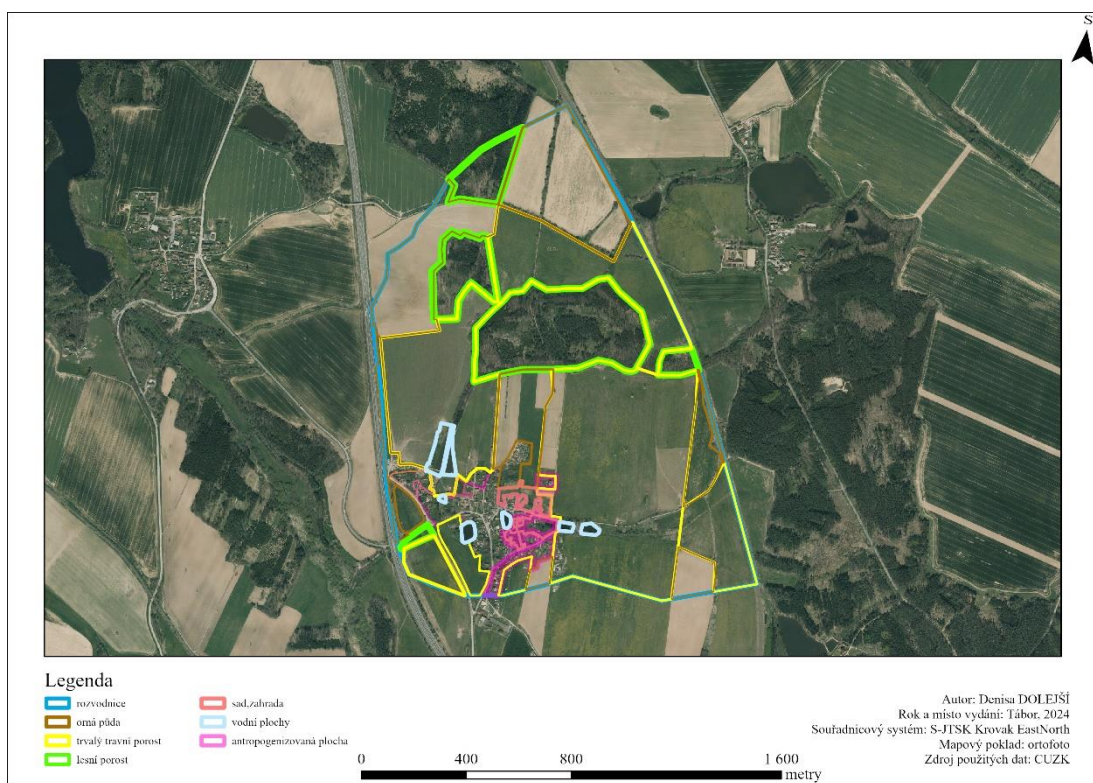 S
Legenda
rozvodnice
orná půda
trvalý travní porost
lesní porost
sad,zahrada
vodní plochy
antropogenizovaná plocha
0 400 800 1 600
metry
Autor: Denisa DOLEJŠÍ
Rok a místo vydání: Tábor, 2024
Souřadnicový systém: S-JTSK Krovak EastNorth
Mapový poklad: ortofoto
Zdroj použitých dat: CUZK